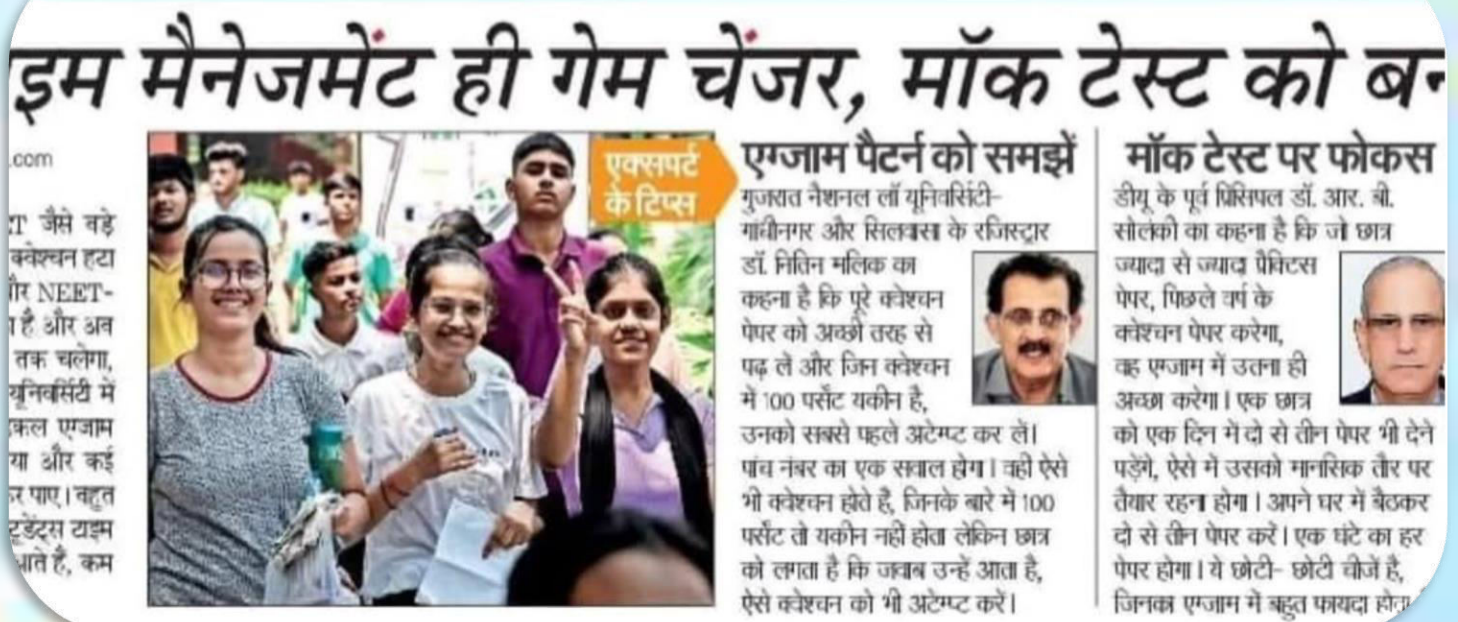 इम मैनेजमेंट ही गेम चेंजर, मॉक टेस्ट को
.com
जैसे बड़े
क्वेश्चन हटा
NEET-
है और अब
तक चलेगा,
यूनिवर्सिटी में
एग्जाम
या और कई
पाए। बहुत
टाइम
है, कम
एक्सपर्ट
के टिप्स
एग्जाम पैटर्न को समझें
गुजरात नैशनल लॉ यूनिवर्सिटी-
गांधीनगर और सिलवासा के रजिस्ट्रार
डॉ. नितिन मलिक का
कहना है कि पूरे क्वेश्चन
पेपर को अच्छी तरह से
पढ़ लें और जिन क्वेश्चन
में 100 पर्सेंट यकीन है,
उनको सबसे पहले अटेम्प्ट कर लें।
पांच नंबर का एक सवाल होगा। वहीं ऐसे
भी क्वेश्चन होते हैं, जिनके बारे में 100
पर्सेंट तो यकीन नहीं होता लेकिन छात्र
को लगता है कि जवाब उन्हें आता है,
ऐसे क्वेश्चन को भी अटेम्प्ट करें।
मॉक टेस्ट पर फोकस
डीयू के पूर्व प्रिंसिपल डॉ. आर. बी.
सोलंकी का कहना है कि जो छात्र
ज्यादा से ज्यादा प्रैक्टिस
पेपर, पिछले वर्ष के
क्वेश्चन पेपर करेगा,
वह एग्जाम में उतना ही
अच्छा करेगा। एक छात्र
को एक दिन में दो से तीन पेपर भी देने
पड़ेंगे, ऐसे में उसको मानसिक तौर पर
तैयार रहना होगा। अपने घर में बैठकर
दो से तीन पेपर करें। एक घंटे का हर
पेपर होगा। ये छोटी- छोटी चीजें हैं,
जिनका एग्जाम में बहुत फायदा होता